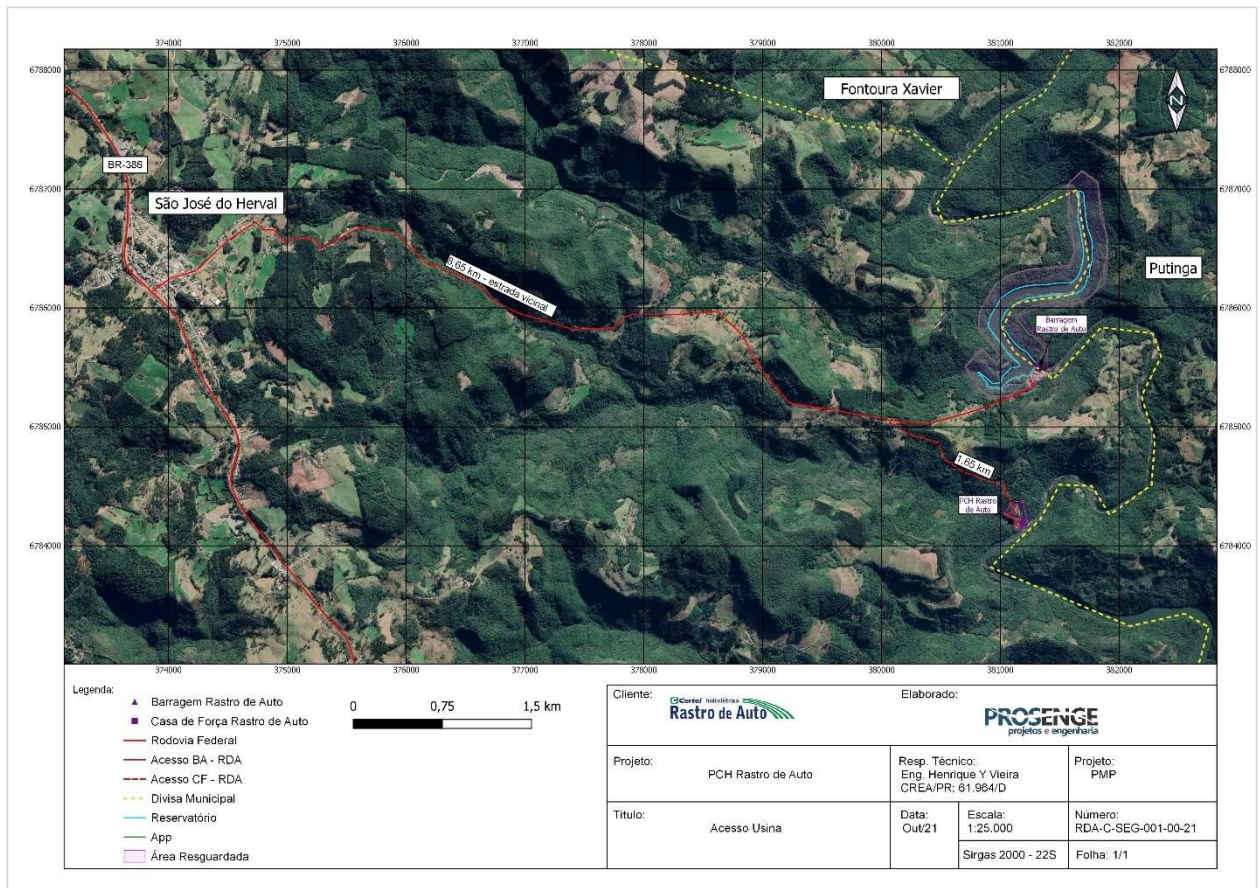 374000
375000
376000
377000
378000
379000
380000
381000
382000
6788000
6788000
Fontoura Xavier
N
BR-386
6787000
6787000
São José do Herval
8,65 km - estrada vicinal
Putinga
6786000
6786000
Barragem
Rastro de Auto
6785000
6785000
1,65 km
PCH Rastro
de Auto
6784000
6784000
374000
375000
376000
377000
378000
379000
380000
381000
382000
Legenda:
Barragem Rastro de Auto
Casa de Força Rastro de Auto
Rodovia Federal
Acesso BA - RDA
Acesso CF - RDA
Divisa Municipal
Reservatório
App
Área Resguardada
0 0,75 1,5 km
Cliente:
Certel hidrelétrica
Rastro de Auto
Elaborado:
PROSENGE
projetos e engenharia
Projeto:
PCH Rastro de Auto
Resp. Técnico:
Eng. Henrique Y Vieira
CREA/PR: 61.964/D
Projeto:
PMP
Título:
Acesso Usina
Data:
Out/21
Escala:
1:25.000
Número:
RDA-C-SEG-001-00-21
Sirgas 2000 - 22S
Folha: 1/1